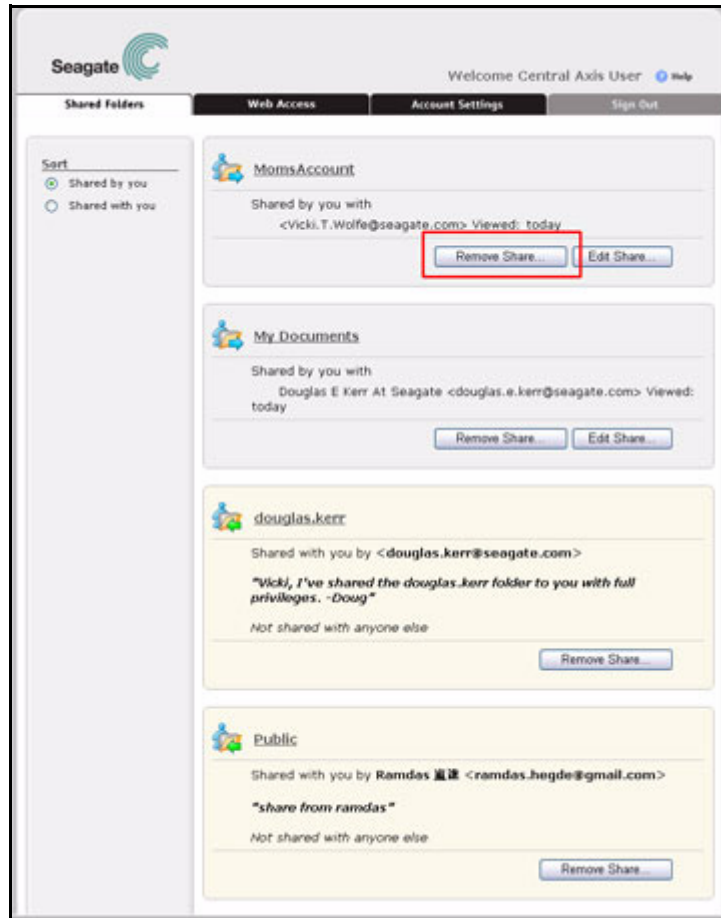 Seagate
Welcome Central Axis User
Help
Shared Folders
Web Access
Account Settings
Sign Out
Sort
Shared by you
Shared with you
MomsAccount
Shared by you with
<Vicki.T.Wolfe@seagate.com> Viewed: today
Remove Share...
Edit Share...
My Documents
Shared by you with
Douglas E Kerr At Seagate <douglas.e.kerr@seagate.com> Viewed:
today
Remove Share...
Edit Share...
douglas.kerr
Shared with you by <douglas.kerr@seagate.com>
"Vicki, I've shared the douglas.kerr folder to you with full
privileges. -Doug"
Not shared with anyone else
Remove Share...
Public
Shared with you by Ramdas <ramdas.hegde@gmail.com>
"share from ramdas"
Not shared with anyone else
Remove Share...